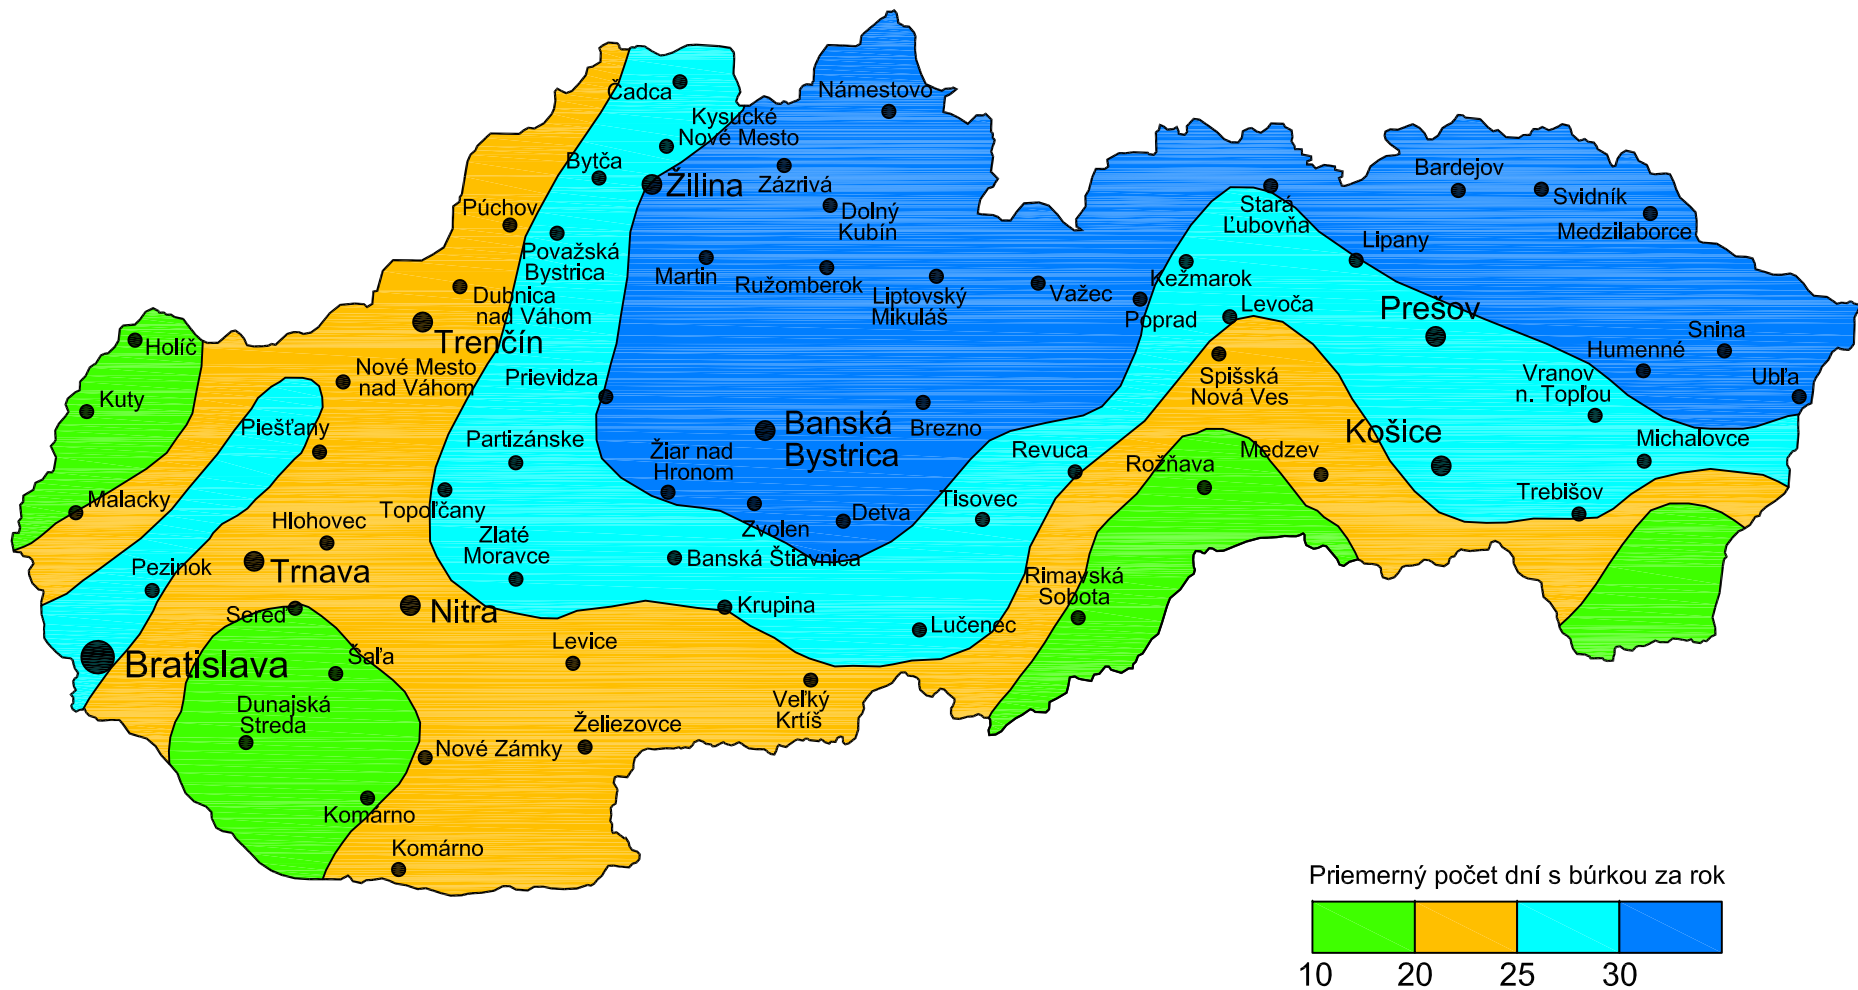 Čadca
Námestovo
Kysucké
Nové Mesto
Bytča
Žilina
Zázrivá
Bardejov
Svidník
Púchov
Dolný
Kubín
Stará
Ľubovňa
Medzilaborce
Považská
Bystrica
Lipany
Martin
Ružomberok
Liptovský
Mikuláš
Važec
Kežmarok
Dubnica
nad Váhom
Poprad
Levoča
Prešov
Trenčín
Holíč
Snina
Humenné
Nové Mesto
nad Váhom
Prievidza
Spišská
Nová Ves
Vranov
n. Topľou
Ubľa
Kuty
Brezno
Piešťany
Banská
Bystrica
Partizánske
Žiar nad
Hronom
Revuca
Rožňava
Medzev
Košice
Michalovce
Malacky
Topoľčany
Tisovec
Trebišov
Hlohovec
Zlaté
Moravce
Zvolen
Detva
Pezinok
Trnava
Banská Štiavnica
Rimavská
Sobota
Sereď
Nitra
Krupina
Lučenec
Levice
Bratislava
Šaľa
Dunajská
Streda
Veľký
Krtíš
Želiezovce
Nové Zámky
Komárno
Komárno
Priemerný počet dní s búrkou za rok
10 20 25 30